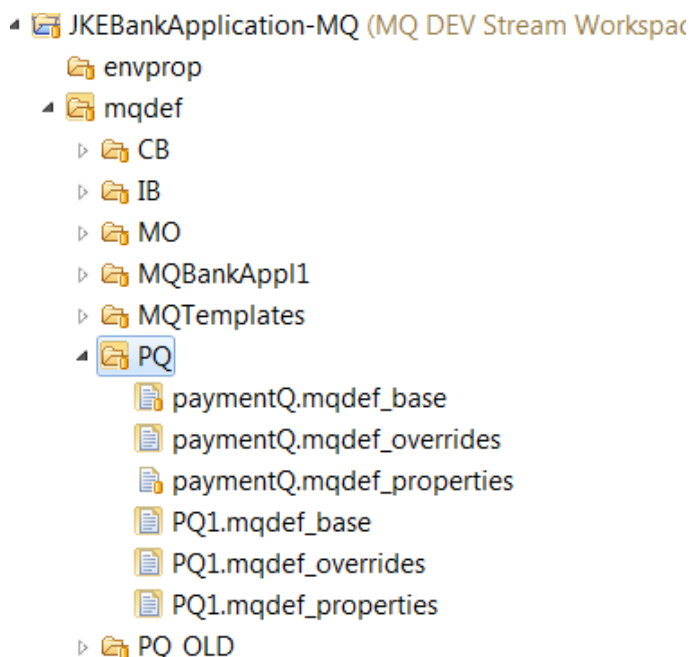 JKEBankApplication-MQ (MQ DEV Stream Workspac
envprop
mqdef
CB
IB
MO
MQBankAppl1
MQTemplates
PQ
paymentQ.mqdef_base
paymentQ.mqdef_overrides
paymentQ.mqdef_properties
PQ1.mqdef_base
PQ1.mqdef_overrides
PQ1.mqdef_properties
PQ_OLD